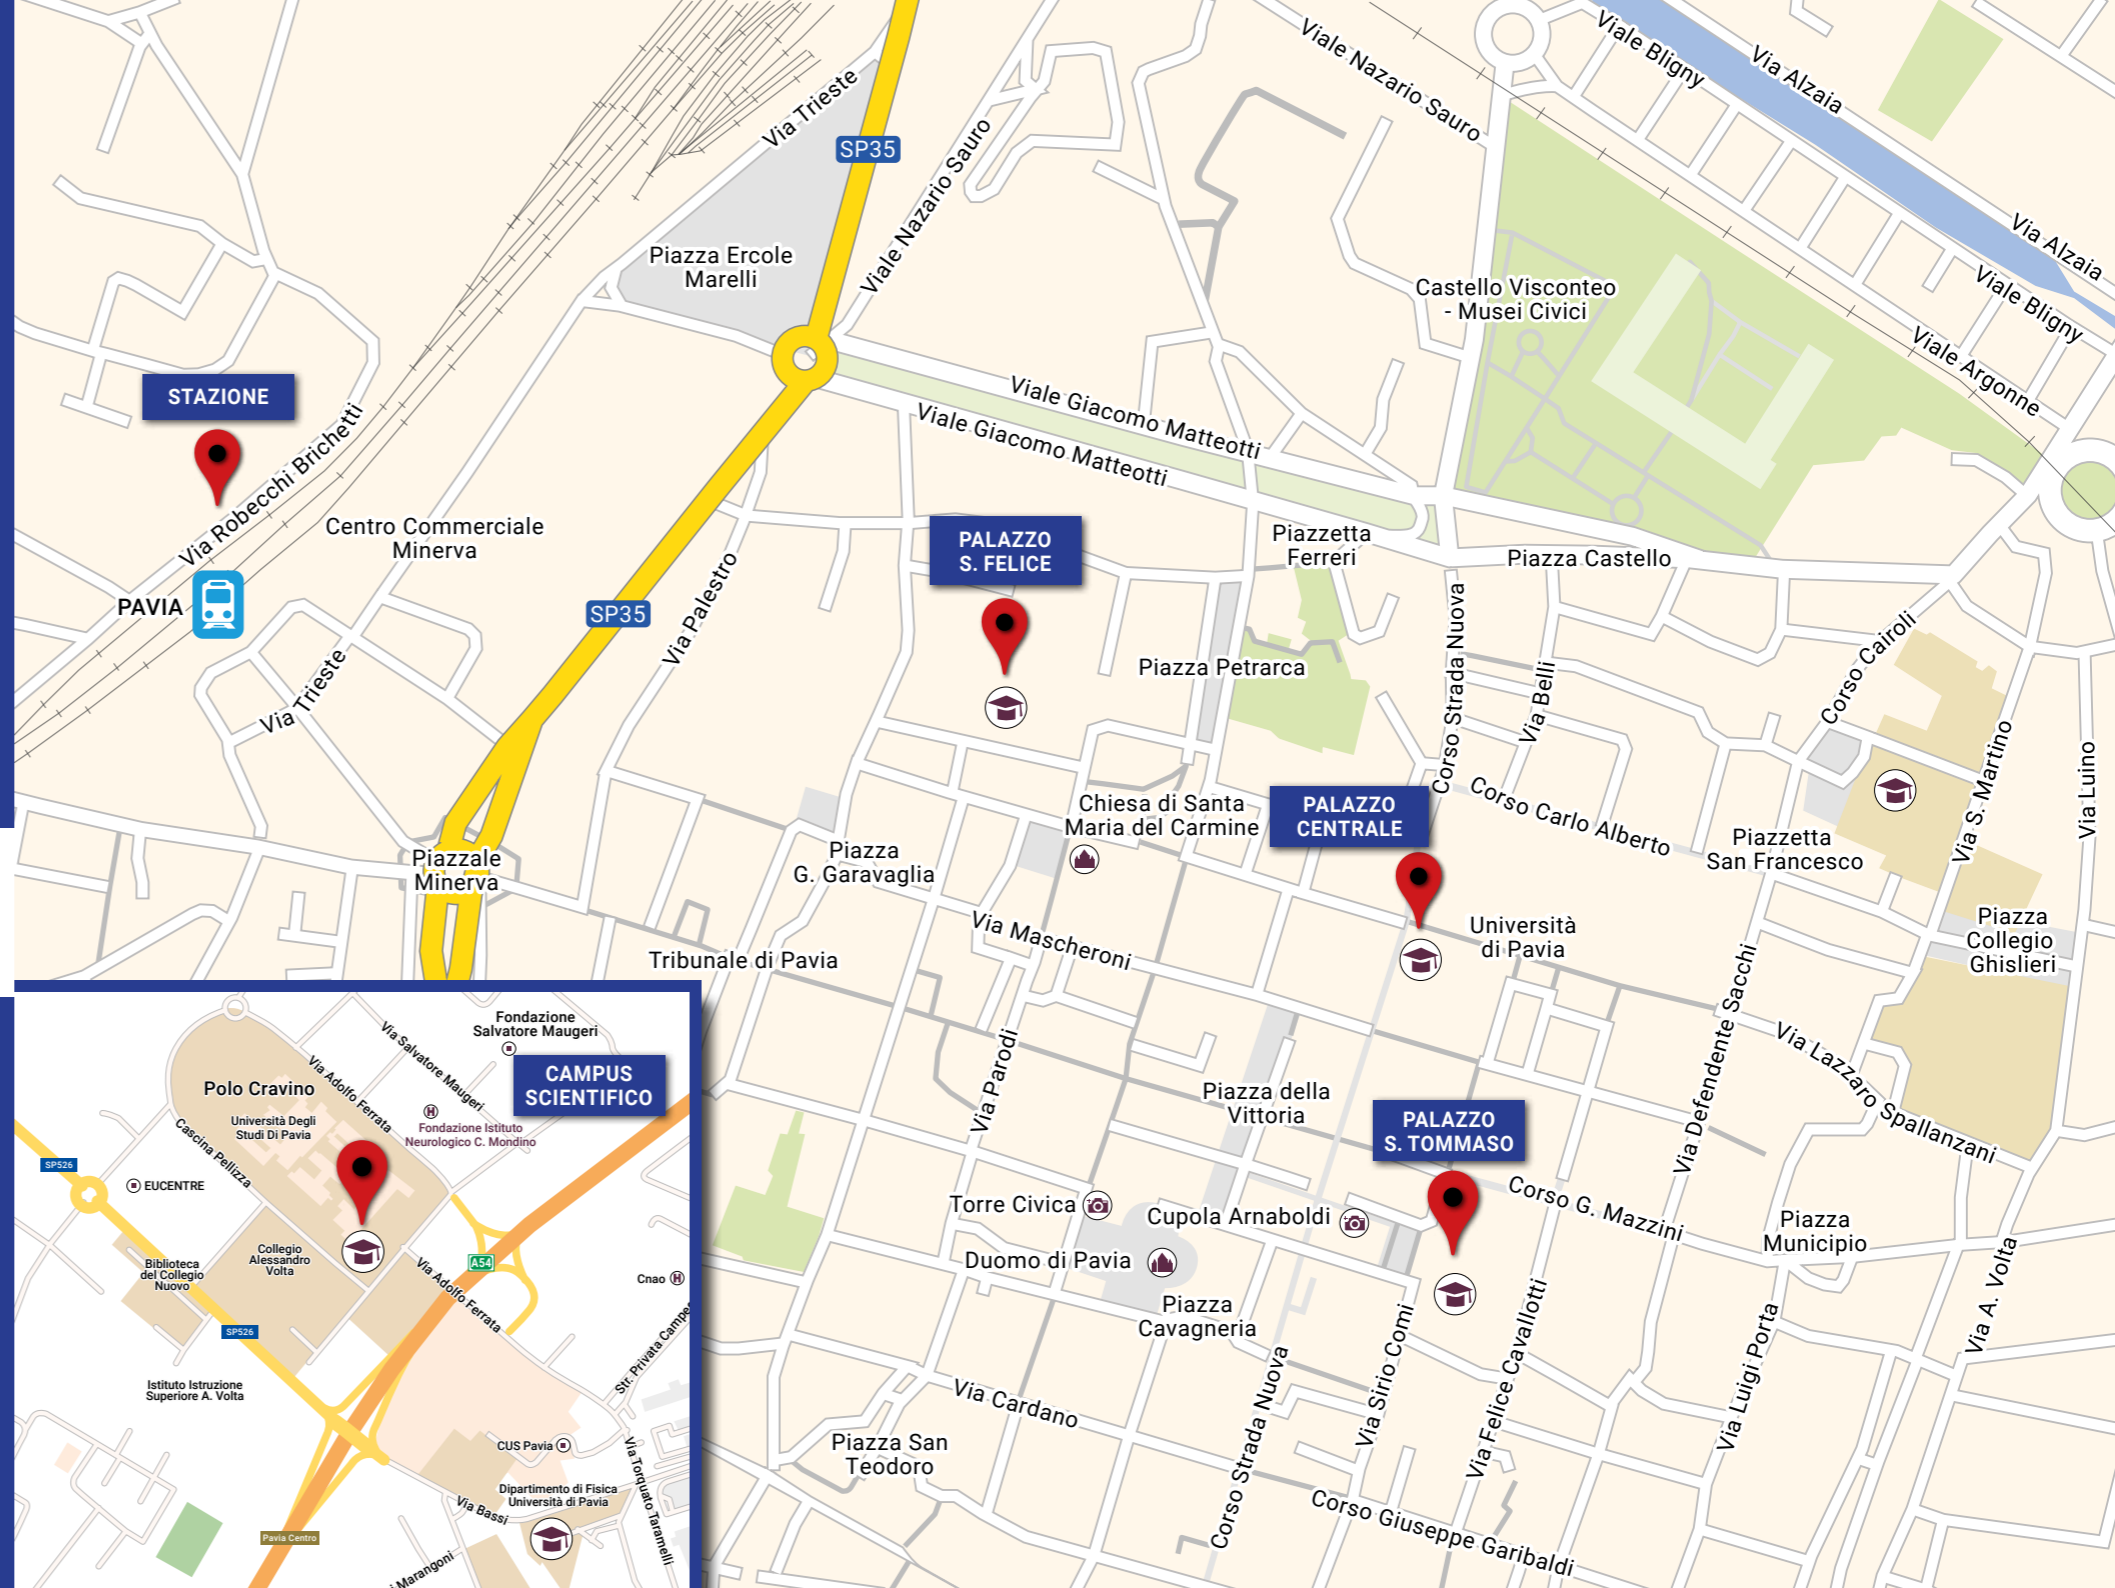 Viale Bligny
Via Alzaia
Viale Nazario Sauro
Via Trieste
SP35
Viale Nazario Sauro
Via Alzaia
Piazza Ercole
Marelli
Castello Visconteo
- Musei Civici
Viale Bligny
Viale Argonne
STAZIONE
Viale Giacomo Matteotti
Viale Giacomo Matteotti
Via Robecchi Brichetti
Centro Commerciale
Minerva
PALAZZO
S. FELICE
Piazzetta
Ferreri
Piazza Castello
PAVIA
SP35
Via Palestro
Corso Strada Nuova
Via Belli
Corso Cairoli
Piazza Petrarca
Via Trieste
Via S. Martino
Via Luino
Chiesa di Santa
Maria del Carmine
PALAZZO
CENTRALE
Corso Carlo Alberto
Piazzetta
San Francesco
Piazzale
Minerva
Piazza
G. Garavaglia
Via Mascheroni
Università
di Pavia
Piazza
Collegio
Ghislieri
Tribunale di Pavia
Via Defendente Sacchi
Via Lazzaro Spallanzani
Via Parodi
Piazza della
Vittoria
PALAZZO
S. TOMMASO
Corso G. Mazzini
Torre Civica
Cupola Arnaboldi
Piazza
Municipio
Duomo di Pavia
Piazza
Cavagneria
Via A. Volta
Via Sirio Comi
Via Felice Cavallotti
Via Luigi Porta
Corso Strada Nuova
Via Cardano
Piazza San
Teodoro
Corso Giuseppe Garibaldi
Fondazione
Salvatore Maugeri
Via Salvatore Maugeri
CAMPUS
SCIENTIFICO
Via Adolfo Ferrata
Polo Cravino
Università Degli
Studi Di Pavia
H
Fondazione Istituto
Neurologico C. Mondino
Cascina Pellizza
SP526
EUCENTRE
Collegio
Alessandro
Volta
Biblioteca
del Collegio
Nuovo
A54
Via Adolfo Ferrata
Cnao H
SP526
Str. Privata Campe
Istituto Istruzione
Superiore A. Volta
CUS Pavia
Via Torquato Taramelli
Dipartimento di Fisica
Università di Pavia
Via Bassi
Pavia Centro
i Marangoni